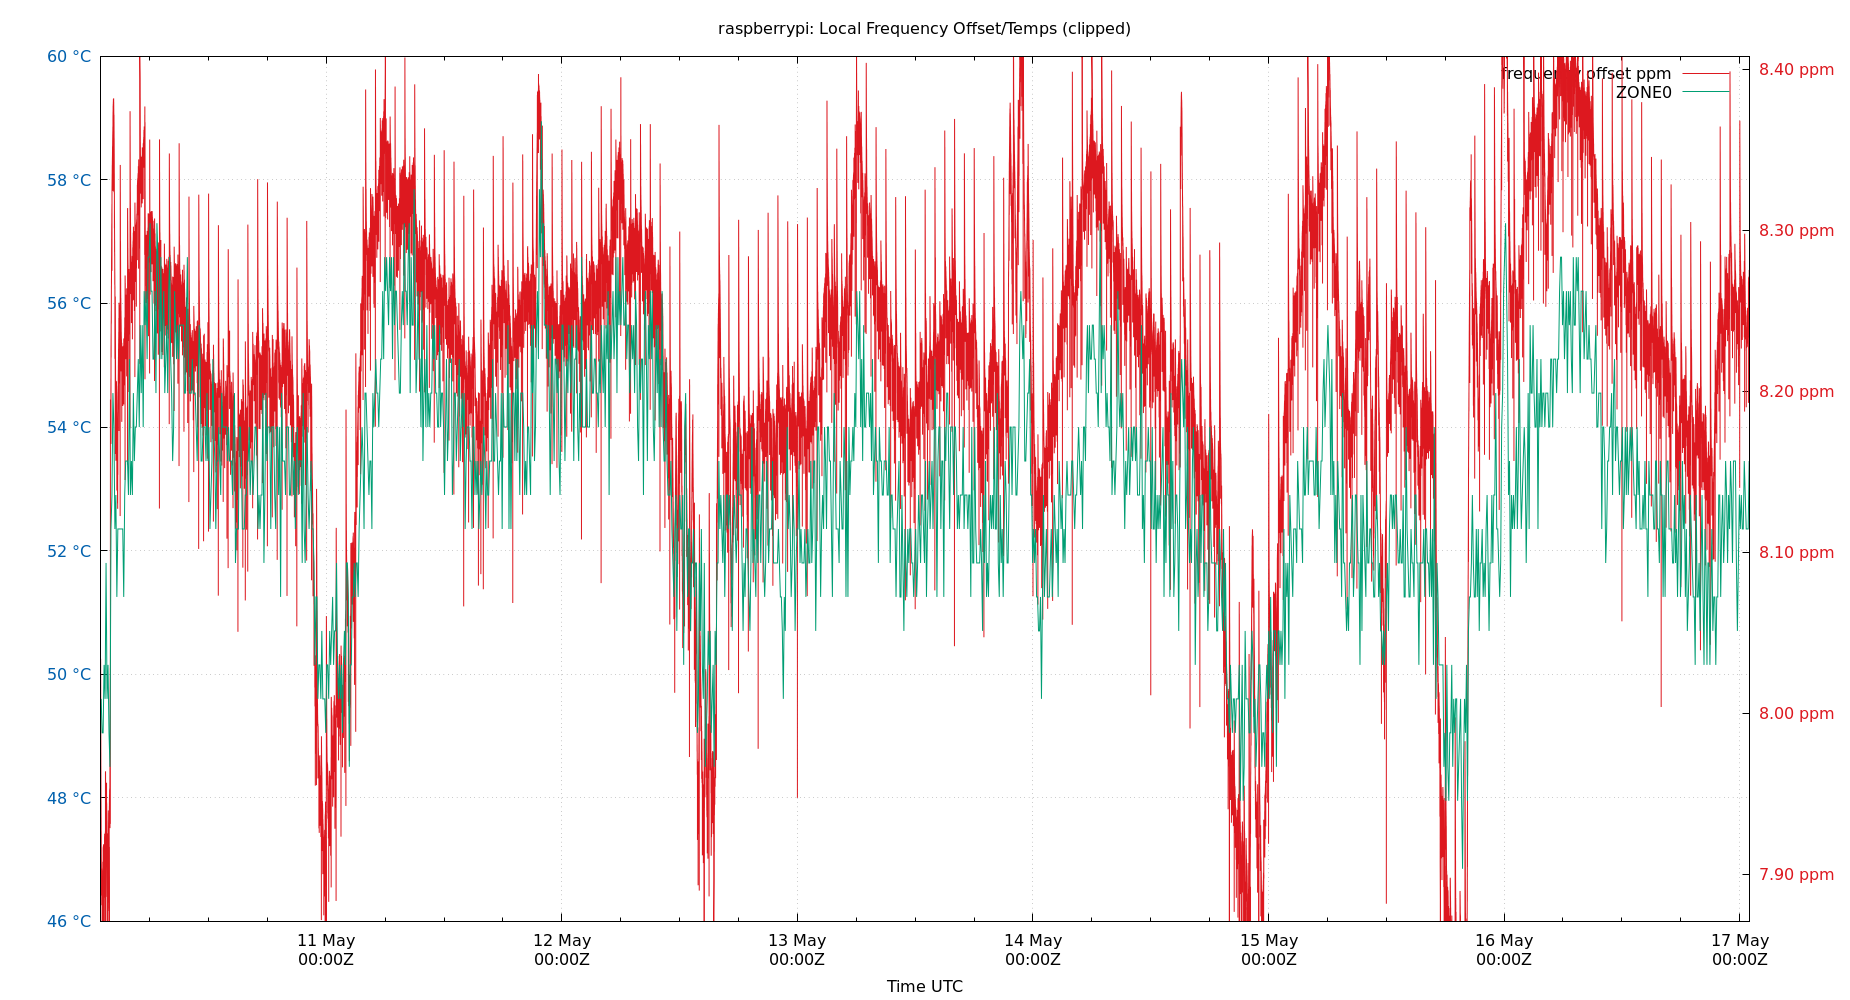 raspberrypi: Local Frequency Offset/Temps (clipped)
60 °C
58 °C
56 °C
54 °C
52 °C
50 °C
48 °C
46 °C
8.40 ppm
8.30 ppm
8.20 ppm
8.10 ppm
8.00 ppm
7.90 ppm
frequency offset ppm
ZONE0
11 May
00:00Z
12 May
00:00Z
13 May
00:00Z
14 May
00:00Z
15 May
00:00Z
16 May
00:00Z
17 May
00:00Z
Time UTC